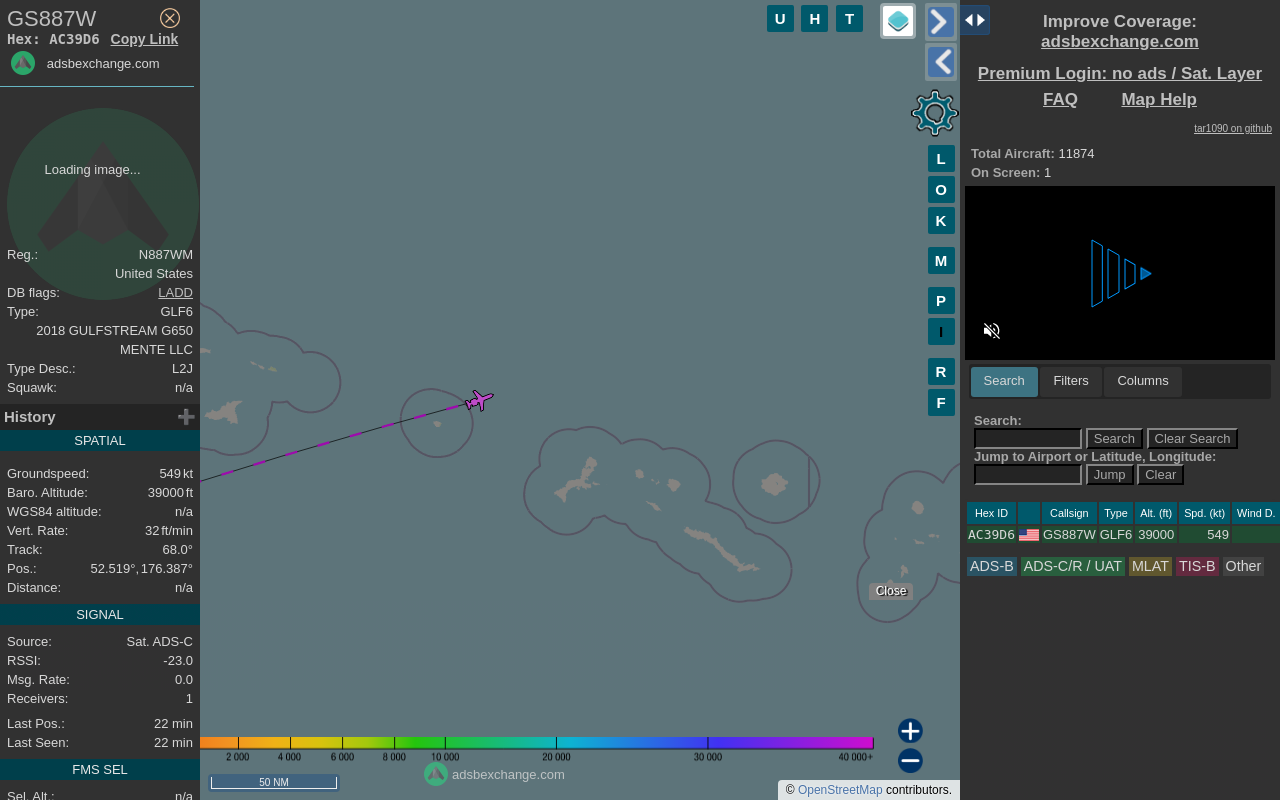 GS887W
Hex: AC39D6 Copy Link
adsbexchange.com
Loading image...
Reg.: N887WM
United States
DB flags: LADD
Type: GLF6
2018 GULFSTREAM G650
MENTE LLC
Type Desc.: L2J
Squawk: n/a
History
SPATIAL
Groundspeed: 549 kt
Baro. Altitude: 39000 ft
WGS84 altitude: n/a
Vert. Rate: 32 ft/min
Track: 68.0°
Pos.: 52.519°, 176.387°
Distance: n/a
SIGNAL
Source: Sat. ADS-C
RSSI: -23.0
Msg. Rate: 0.0
Receivers: 1
Last Pos.: 22 min
Last Seen: 22 min
FMS SEL
Sel. Alt.: n/a
U H T
L
O
K
M
P
I
R
F
Close
2 000 4 000 6 000 8 000 10 000 20 000 30 000 40 000+
adsbexchange.com
50 NM
© OpenStreetMap contributors.
Improve Coverage:
adsbexchange.com
Premium Login: no ads / Sat. Layer
FAQ Map Help
tar1090 on github
Total Aircraft: 11874
On Screen: 1
Search Filters Columns
Search:
Search Clear Search
Jump to Airport or Latitude, Longitude:
Jump Clear
Hex ID Callsign Type Alt. (ft) Spd. (kt) Wind D.
AC39D6 GS887W GLF6 39000 549
ADS-B ADS-C/R / UAT MLAT TIS-B Other